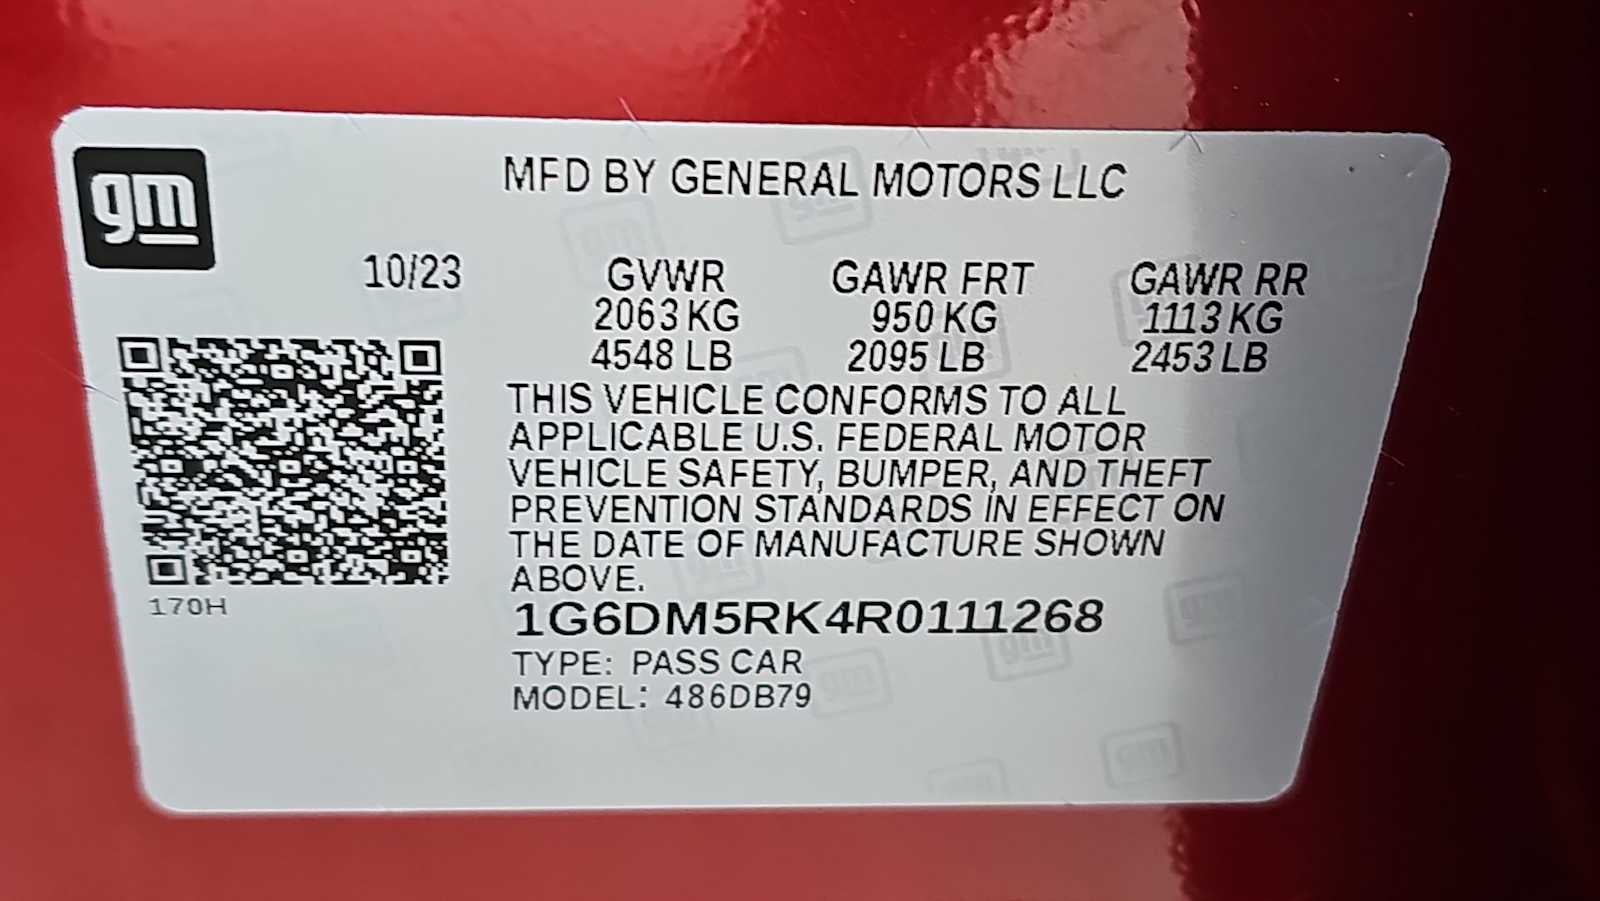 gm
MFD BY GENERAL MOTORS LLC
10/23 GVWR GAWR FRT GAWR RR
2063 KG 950 KG 1113 KG
4548 LB 2095 LB 2453 LB
THIS VEHICLE CONFORMS TO ALL
APPLICABLE U.S. FEDERAL MOTOR
VEHICLE SAFETY, BUMPER, AND THEFT
PREVENTION STANDARDS IN EFFECT ON
THE DATE OF MANUFACTURE SHOWN
ABOVE.
170H
1G6DM5RK4R0111268
TYPE: PASS CAR
MODEL: 486DB79